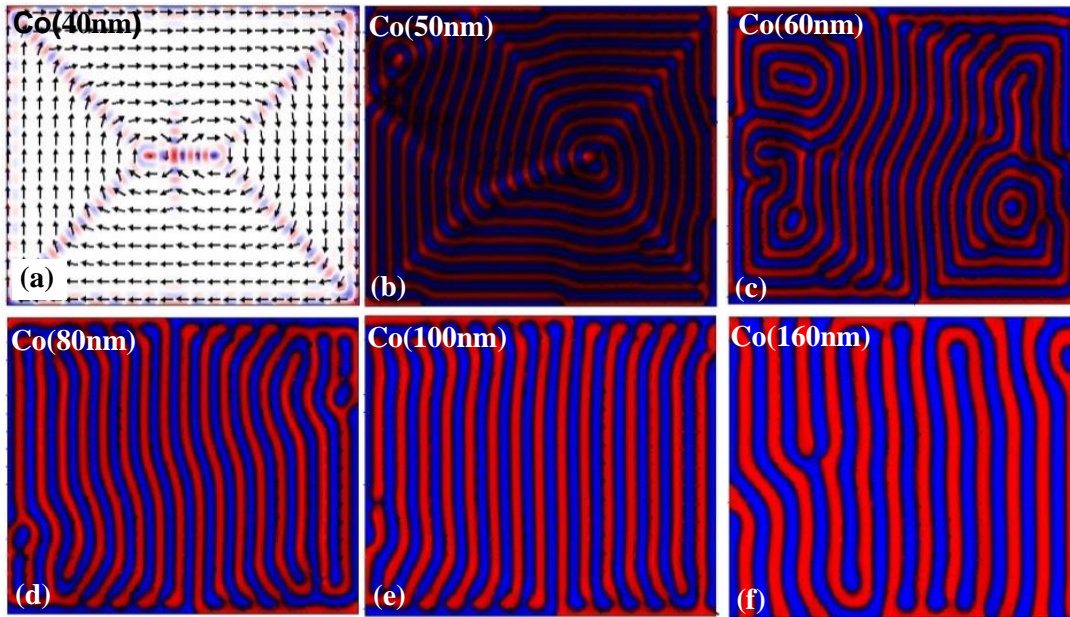 Co(40nm)
Co(50nm)
Co(60nm)
(a)
(b)
(c)
Co(80nm)
Co(100nm)
Co(160nm)
(d)
(e)
(f)